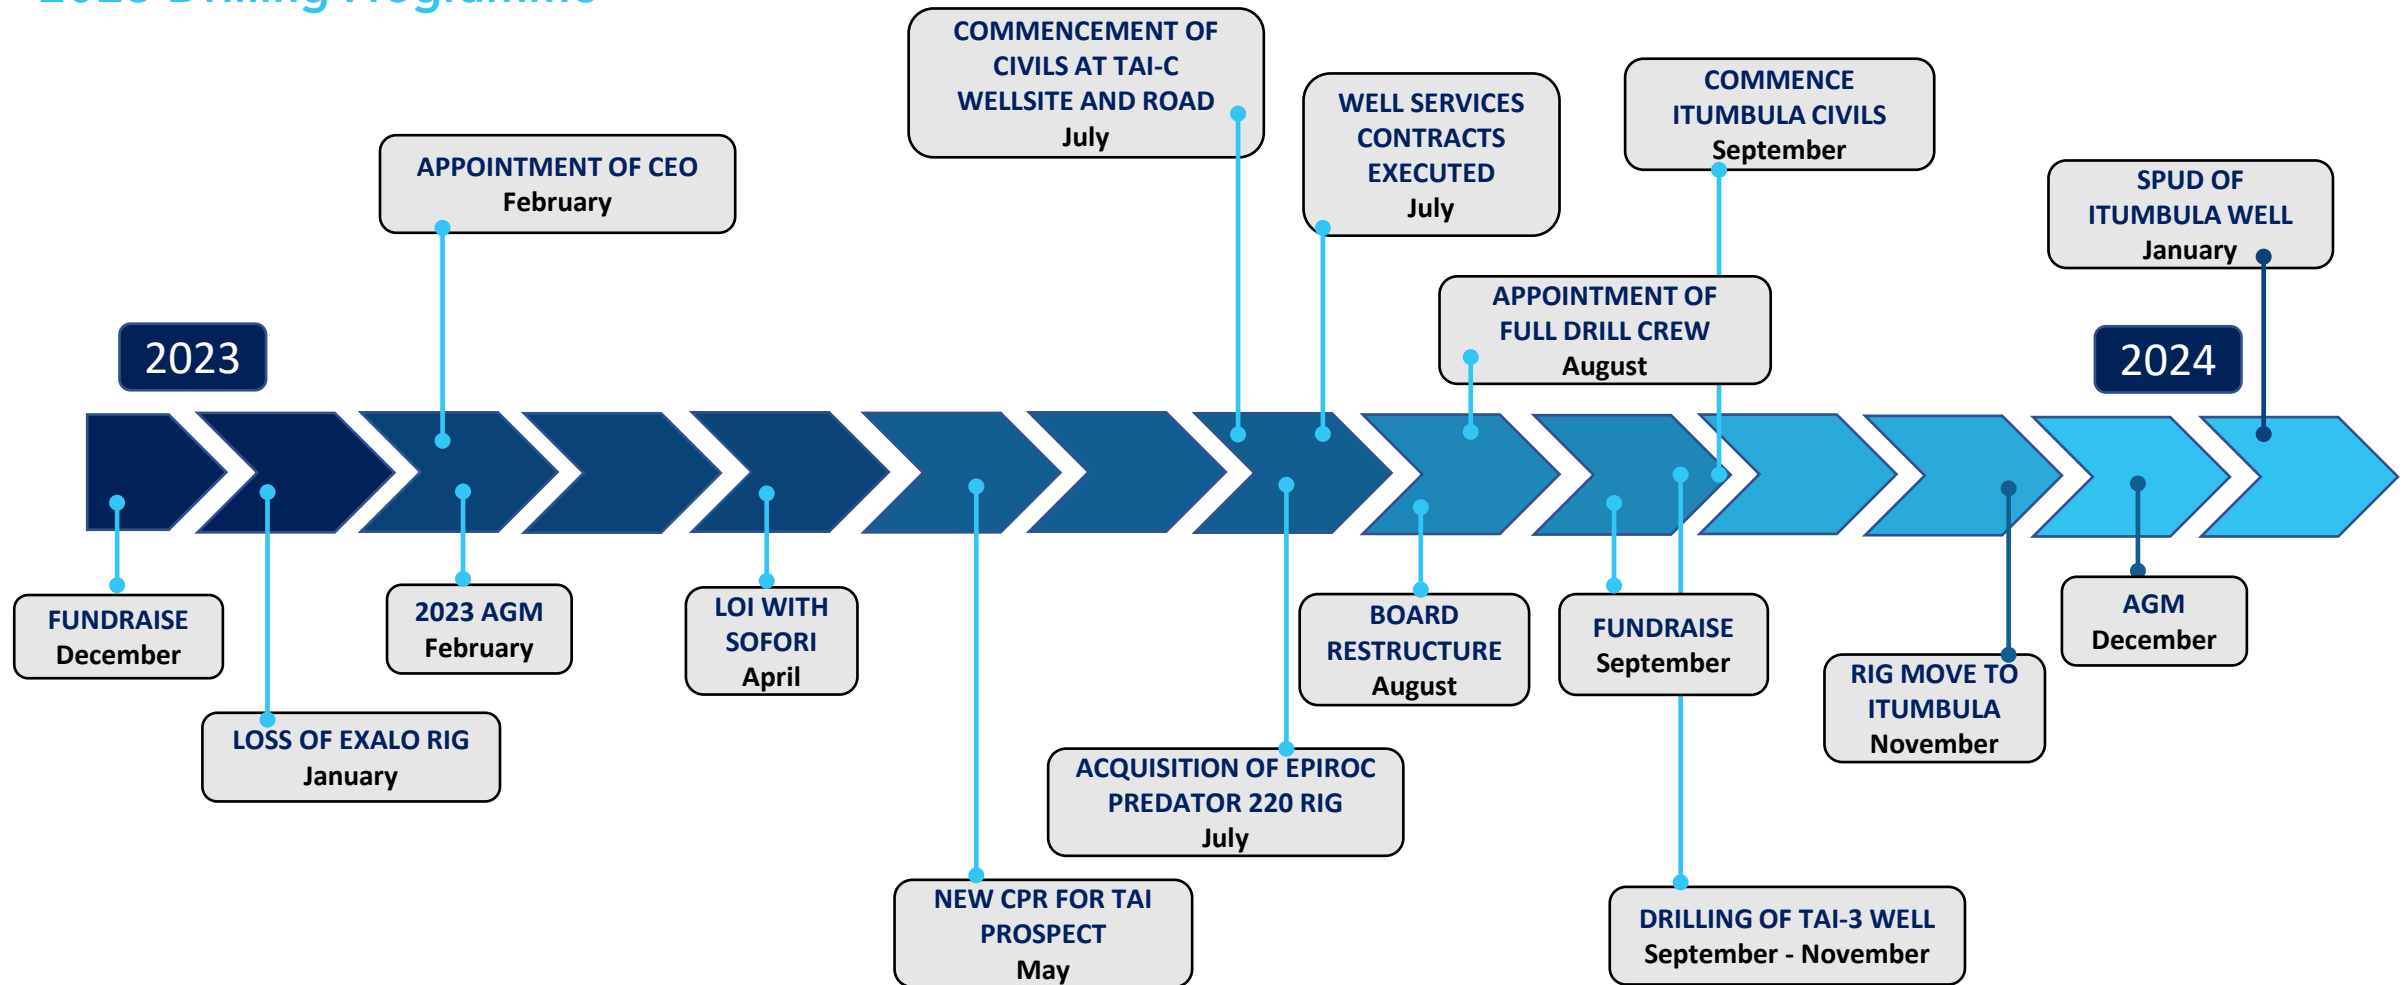 2023 Drilling Programme
COMMENCEMENT OF
CIVILS AT TAI-C
WELLSITE AND ROAD
July
WELL SERVICES
CONTRACTS
EXECUTED
July
COMMENCE
ITUMBULA CIVILS
September
APPOINTMENT OF CEO
February
SPUD OF
ITUMBULA WELL
January
APPOINTMENT OF
FULL DRILL CREW
August
2023
2024
FUNDRAISE
December
LOSS OF EXALO RIG
January
2023 AGM
February
LOI WITH
SOFORI
April
NEW CPR FOR TAI
PROSPECT
May
ACQUISITION OF EPIROC
PREDATOR 220 RIG
July
BOARD
RESTRUCTURE
August
FUNDRAISE
September
DRILLING OF TAI-3 WELL
September - November
RIG MOVE TO
ITUMBULA
November
AGM
December